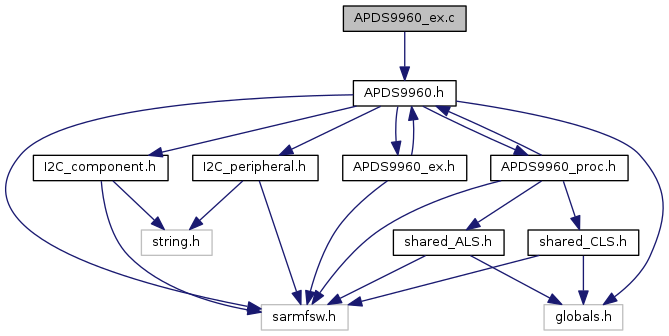 APDS9960_ex.c
APDS9960.h
I2C_component.h
I2C_peripheral.h
APDS9960_ex.h
APDS9960_proc.h
string.h
shared_ALS.h
shared_CLS.h
sarmfsw.h
globals.h